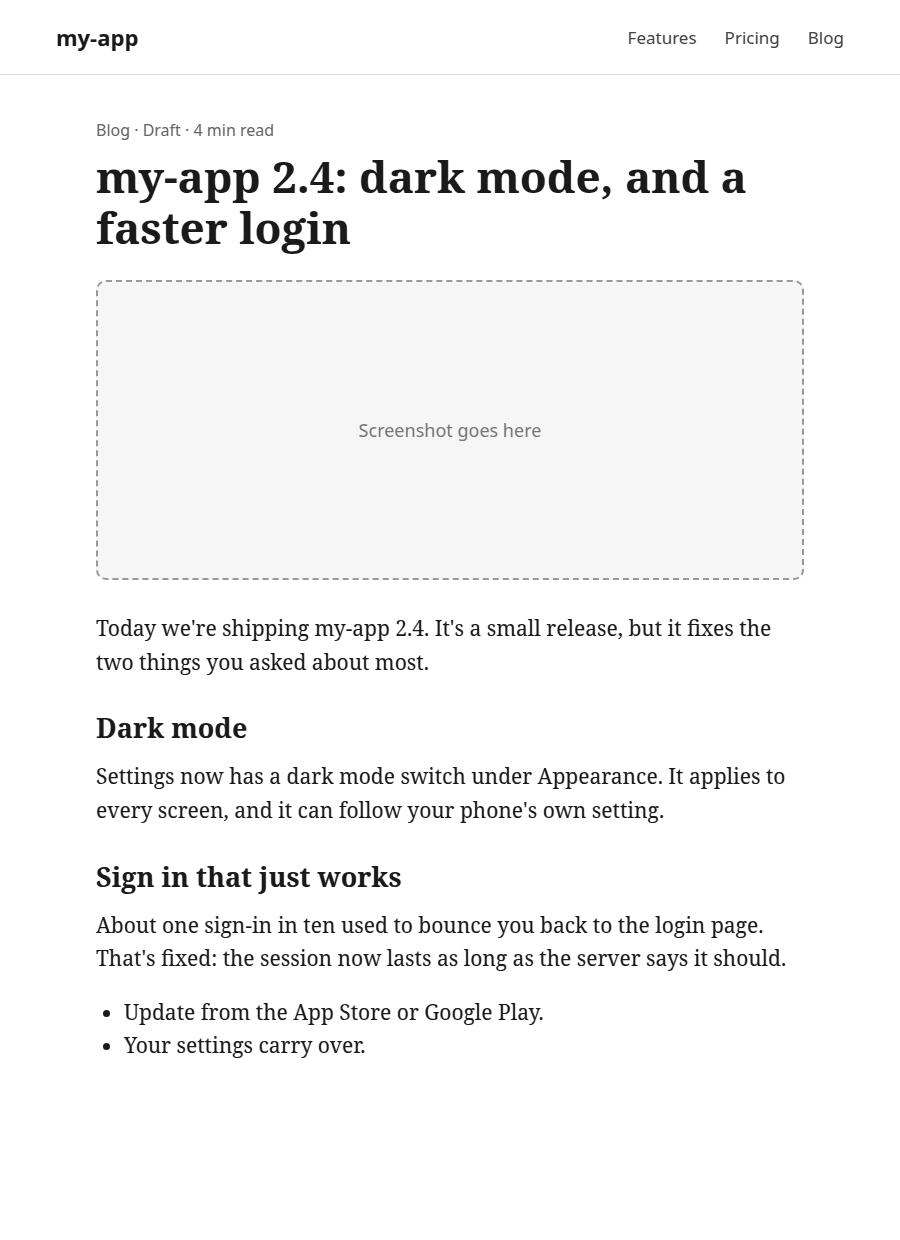 my-app
Features Pricing Blog
Blog · Draft · 4 min read
my-app 2.4: dark mode, and a
faster login
Screenshot goes here
Today we're shipping my-app 2.4. It's a small release, but it fixes the
two things you asked about most.
Dark mode
Settings now has a dark mode switch under Appearance. It applies to
every screen, and it can follow your phone's own setting.
Sign in that just works
About one sign-in in ten used to bounce you back to the login page.
That's fixed: the session now lasts as long as the server says it should.
• Update from the App Store or Google Play.
• Your settings carry over.